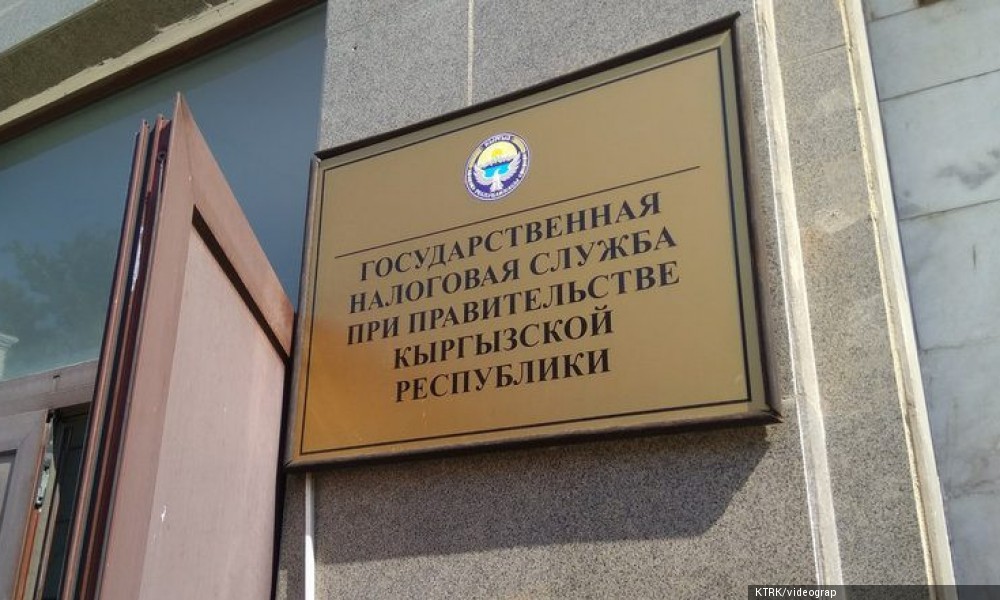 ГОСУДАРСТВЕННАЯ
НАЛОГОВАЯ СЛУЖБА
ПРИ ПРАВИТЕЛЬСТВЕ
КЫРГЫЗСКОЙ
РЕСПУБЛИКИ
KTRK/videograp